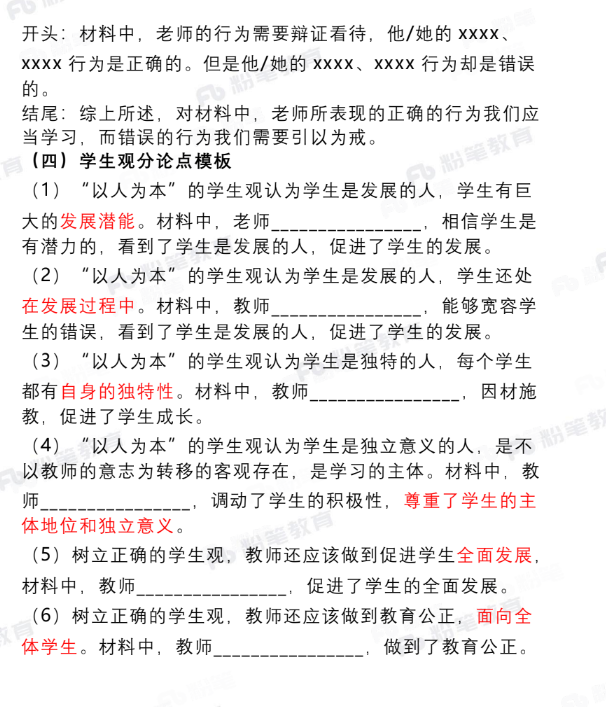 开头：材料中，老师的行为需要辩证看待，他/她的 xxxx、
xxxx 行为是正确的。但是他/她的 xxxx、xxxx 行为却是错误
的。
结尾：综上所述，对材料中，老师所表现的正确的行为我们应
当学习，而错误的行为我们需要引以为戒。
（四）学生观分论点模板
（1）“以人为本”的学生观认为学生是发展的人，学生有巨
大的发展潜能。材料中，老师________________，相信学生是
有潜力的，看到了学生是发展的人，促进了学生的发展。
（2）“以人为本”的学生观认为学生是发展的人，学生还处
在发展过程中。材料中，教师________________，能够宽容学
生的错误，看到了学生是发展的人，促进了学生的发展。
（3）“以人为本”的学生观认为学生是独特的人，每个学生
都有自身的独特性。材料中，教师________________，因材施
教，促进了学生成长。
（4）“以人为本”的学生观认为学生是独立意义的人，是不
以教师的意志为转移的客观存在，是学习的主体。材料中，教
师________________，调动了学生的积极性，尊重了学生的主
体地位和独立意义。
（5）树立正确的学生观，教师还应该做到促进学生全面发展，
材料中，教师________________，促进了学生的全面发展。
（6）树立正确的学生观，教师还应该做到教育公正，面向全
体学生。材料中，教师________________，做到了教育公正。
粉笔教育